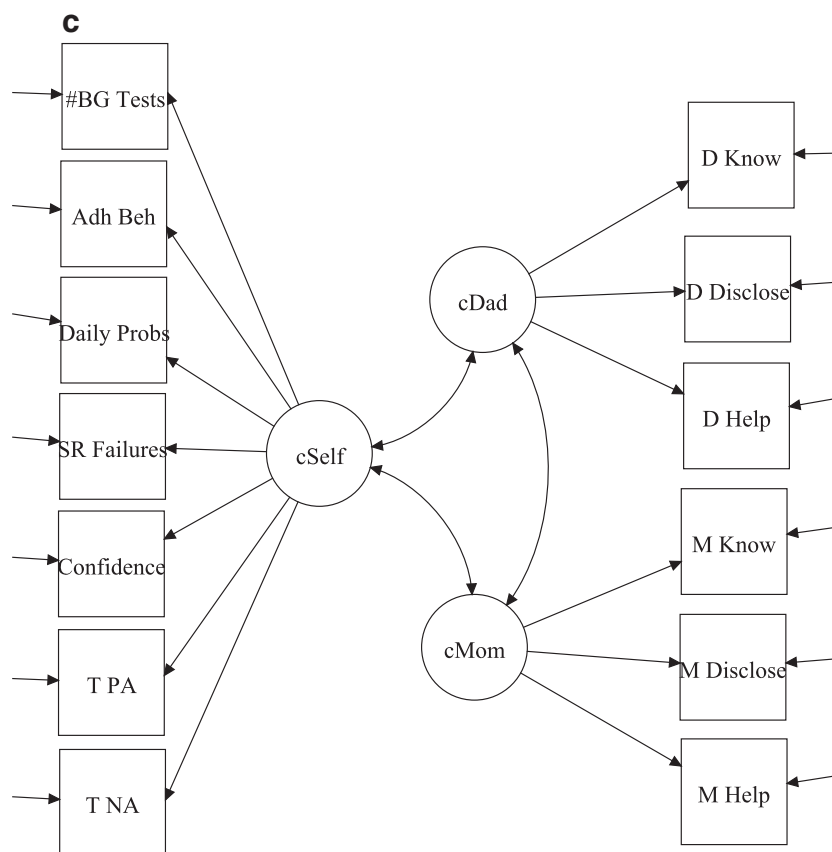 c
#BG Tests
Adh Beh
Daily Probs
SR Failures
Confidence
T PA
T NA
cSelf
cDad
cMom
D Know
D Disclose
D Help
M Know
M Disclose
M Help